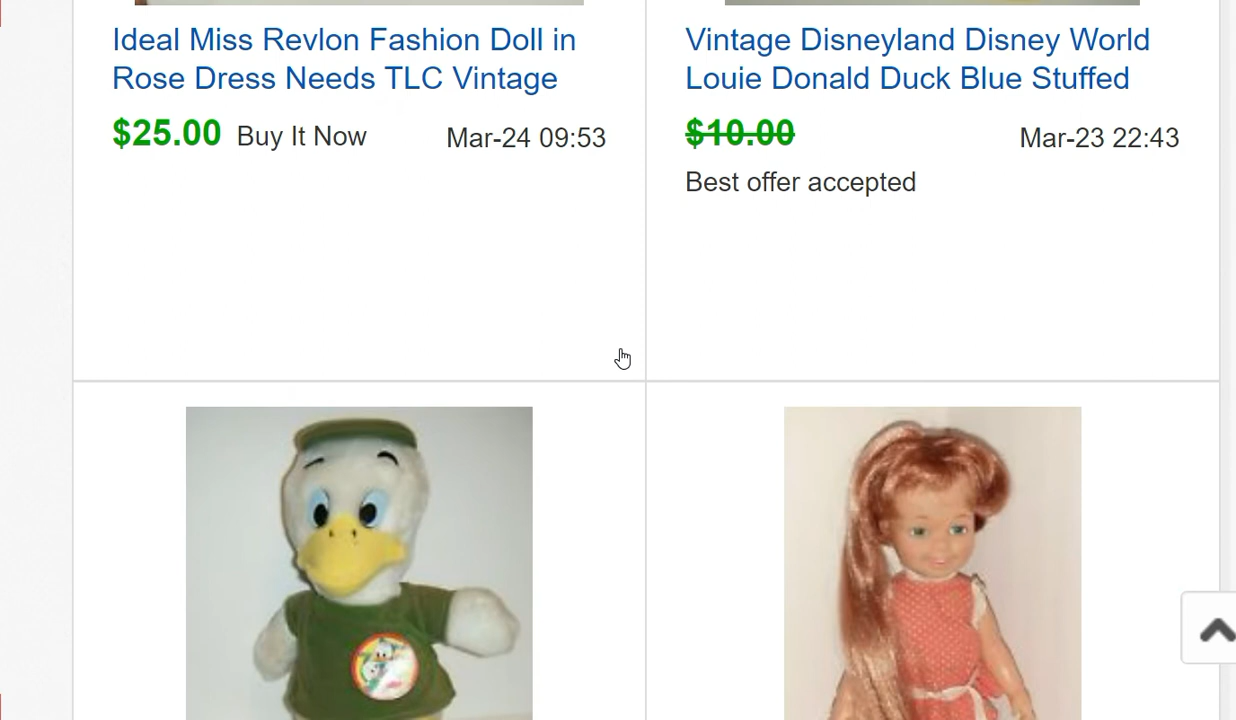 Ideal Miss Revlon Fashion Doll in
Rose Dress Needs TLC Vintage
$25.00 Buy It Now Mar-24 09:53
Vintage Disneyland Disney World
Louie Donald Duck Blue Stuffed
$10.00 Mar-23 22:43
Best offer accepted